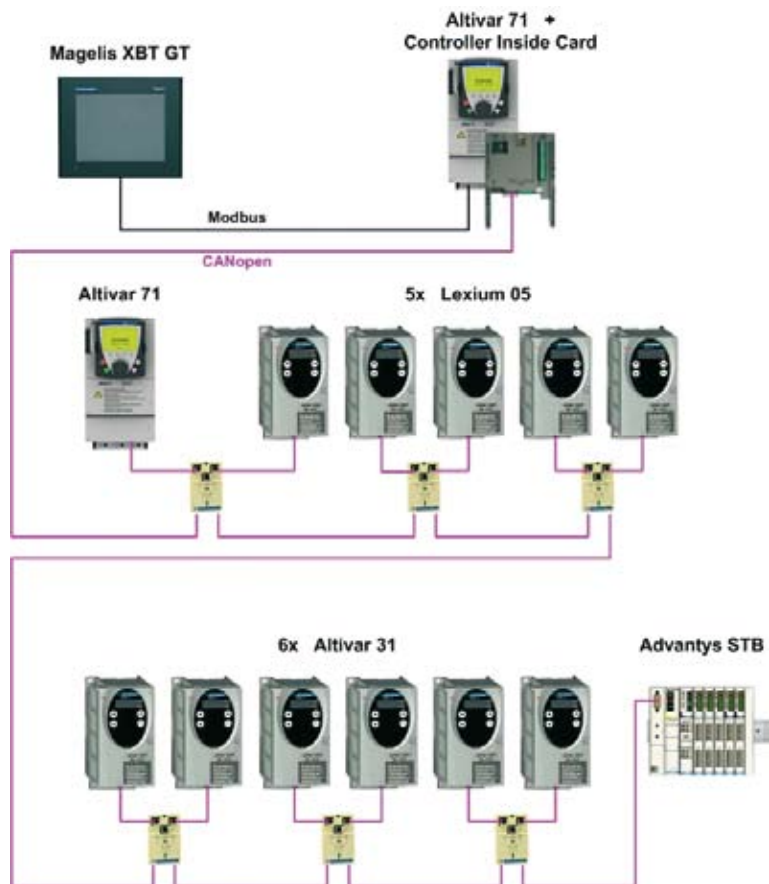 Altivar 71 +
Controller Inside Card
Magelis XBT GT
Modbus
CANopen
Altivar 71
5x Lexium 05
6x Altivar 31
Advantys STB